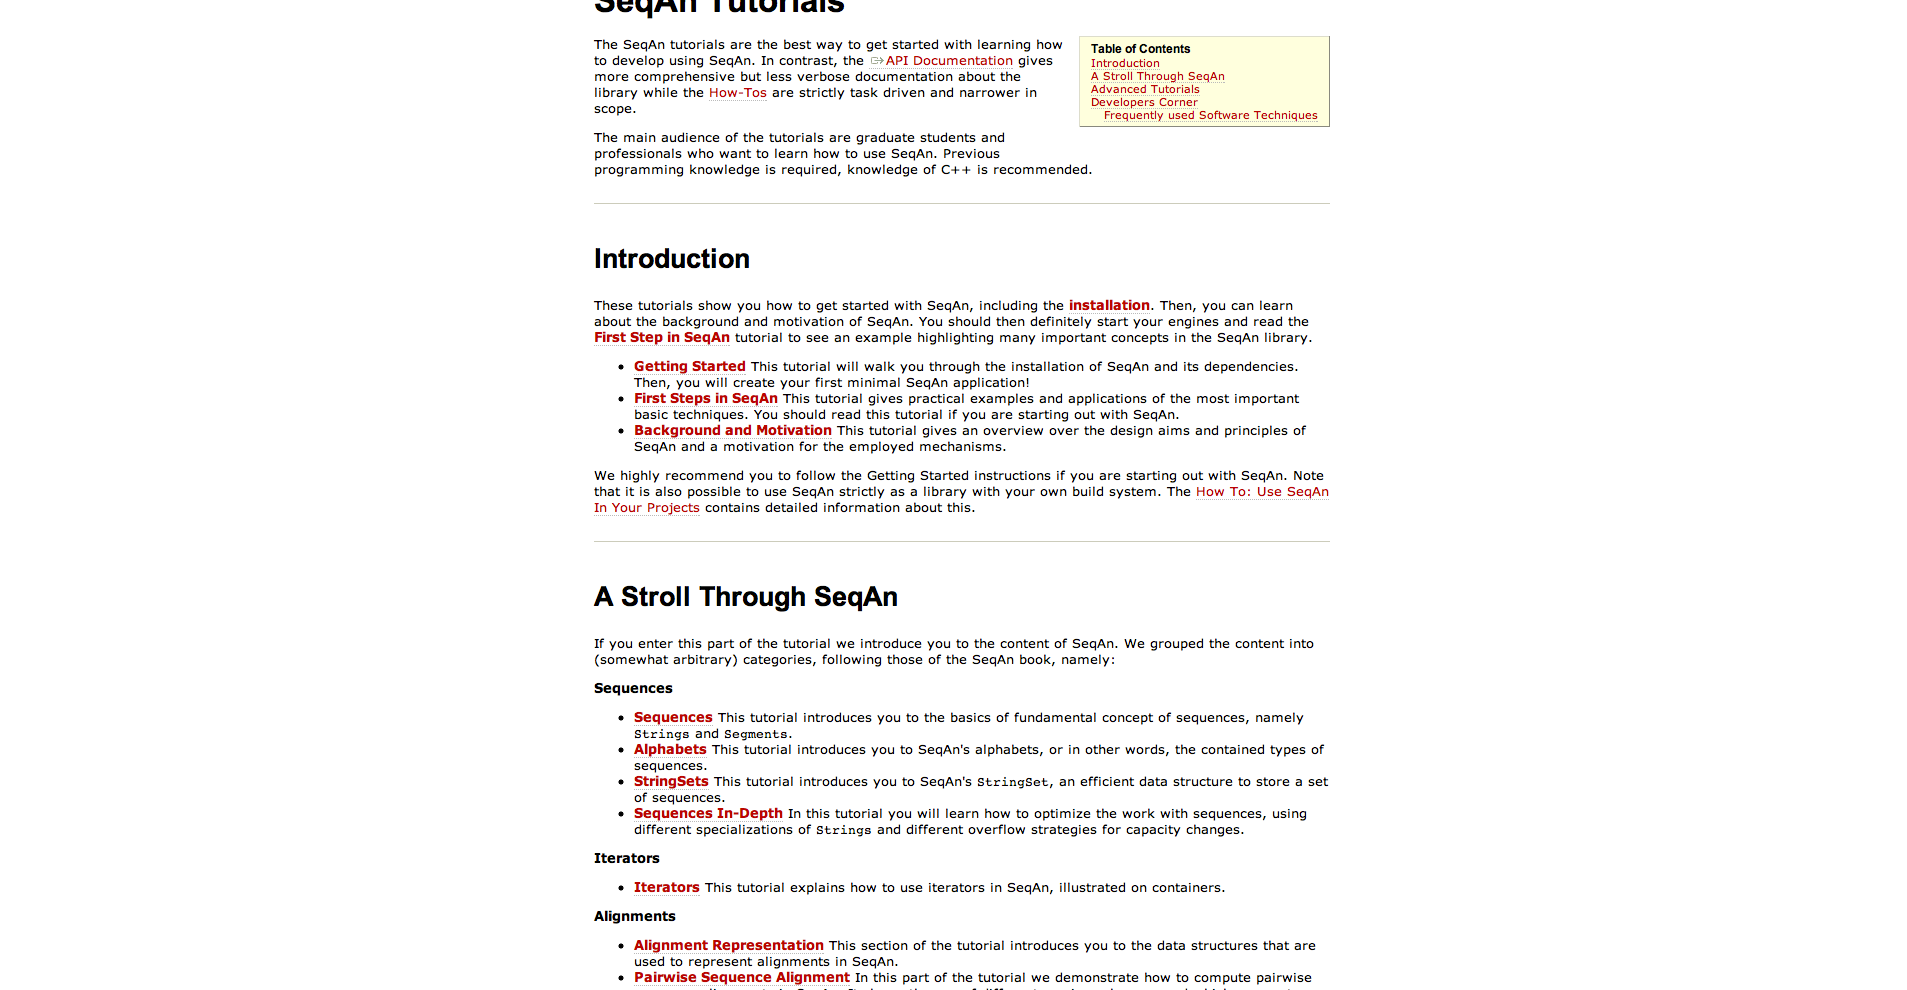 SeqAn Tutorials
The SeqAn tutorials are the best way to get started with learning how
to develop using SeqAn. In contrast, the API Documentation gives
more comprehensive but less verbose documentation about the
library while the How-Tos are strictly task driven and narrower in
scope.
Table of Contents
Introduction
A Stroll Through SeqAn
Advanced Tutorials
Developers Corner
Frequently used Software Techniques
The main audience of the tutorials are graduate students and
professionals who want to learn how to use SeqAn. Previous
programming knowledge is required, knowledge of C++ is recommended.
Introduction
These tutorials show you how to get started with SeqAn, including the installation. Then, you can learn
about the background and motivation of SeqAn. You should then definitely start your engines and read the
First Step in SeqAn tutorial to see an example highlighting many important concepts in the SeqAn library.
• Getting Started This tutorial will walk you through the installation of SeqAn and its dependencies.
Then, you will create your first minimal SeqAn application!
• First Steps in SeqAn This tutorial gives practical examples and applications of the most important
basic techniques. You should read this tutorial if you are starting out with SeqAn.
• Background and Motivation This tutorial gives an overview over the design aims and principles of
SeqAn and a motivation for the employed mechanisms.
We highly recommend you to follow the Getting Started instructions if you are starting out with SeqAn. Note
that it is also possible to use SeqAn strictly as a library with your own build system. The How To: Use SeqAn
In Your Projects contains detailed information about this.
A Stroll Through SeqAn
If you enter this part of the tutorial we introduce you to the content of SeqAn. We grouped the content into
(somewhat arbitrary) categories, following those of the SeqAn book, namely:
Sequences
• Sequences This tutorial introduces you to the basics of fundamental concept of sequences, namely
Strings and Segments.
• Alphabets This tutorial introduces you to SeqAn's alphabets, or in other words, the contained types of
sequences.
• StringSets This tutorial introduces you to SeqAn's StringSet, an efficient data structure to store a set
of sequences.
• Sequences In-Depth In this tutorial you will learn how to optimize the work with sequences, using
different specializations of Strings and different overflow strategies for capacity changes.
Iterators
• Iterators This tutorial explains how to use iterators in SeqAn, illustrated on containers.
Alignments
• Alignment Representation This section of the tutorial introduces you to the data structures that are
used to represent alignments in SeqAn.
• Pairwise Sequence Alignment In this part of the tutorial we demonstrate how to compute pairwise